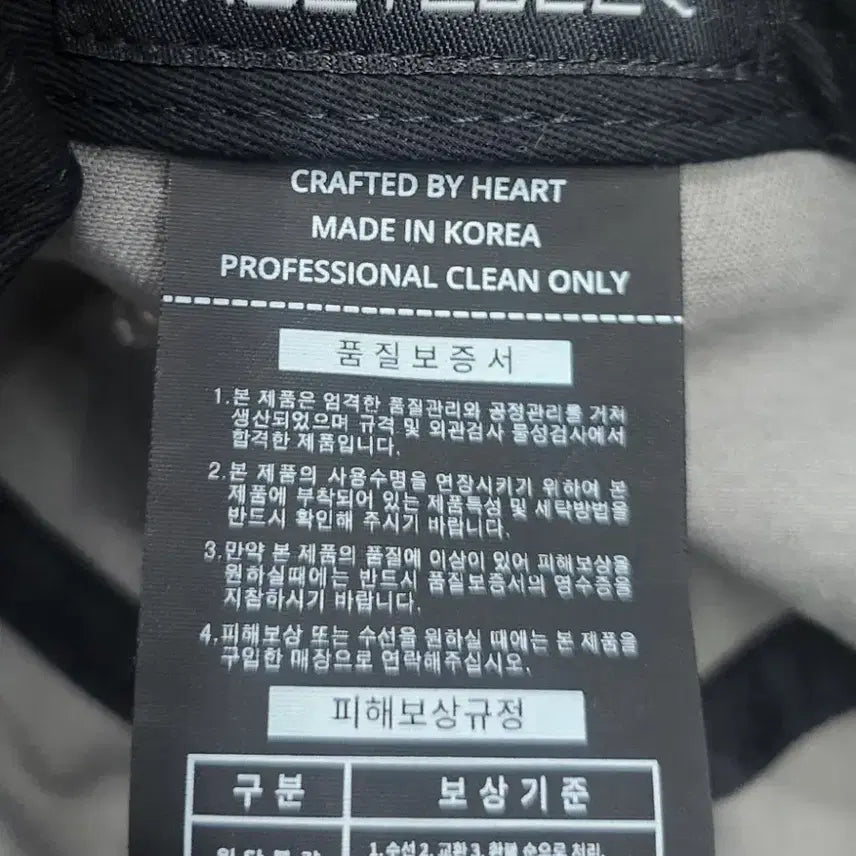 CRAFTED BY HEART
MADE IN KOREA
PROFESSIONAL CLEAN ONLY
품질보증서
1.본 제품은 엄격한 품질관리와 공정관리를 거쳐
생산되었으며 규격 및 외관검사 물성검사에서
합격한 제품입니다.
2.본 제품의 사용수명을 연장시키기 위하여 본
제품에 부착되어 있는 제품특성 및 세탁방법을
반드시 확인해 주시기 바랍니다.
3.만약 본 제품의 품질에 이상이 있어 피해보상을
원하실때에는 반드시 품질보증서의 영수증을
지참하시기 바랍니다.
4.피해보상 또는 수선을 원하실 때에는 본 제품을
구입한 매장으로 연락해주십시오.
피해보상규정
구분 보상기준
원단불량 1.수선 2.교환 3.환불 순으로 처리.